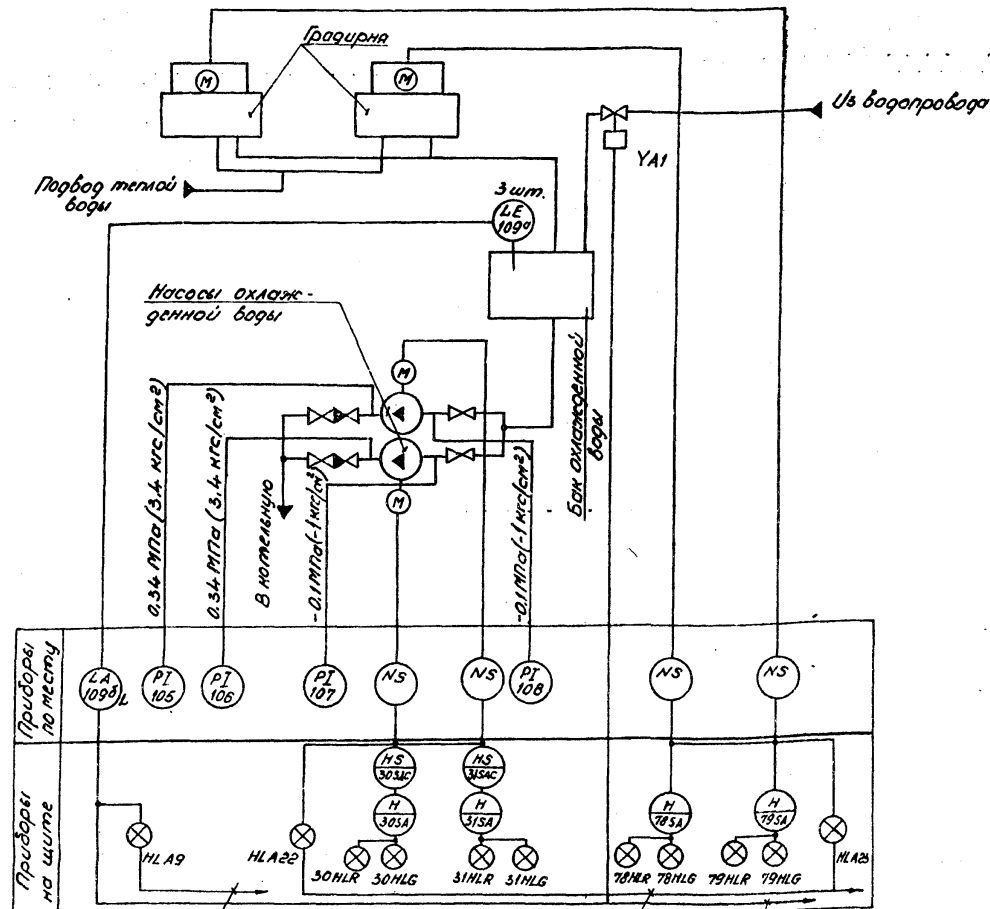 Градирня
М
М
Из водопровода
YA1
Подвод теплой
воды
3 шт.
LE
109а
Насосы охлаж-
денной воды
М
М
Бак охлажденной
воды
0.34 МПа (3.4 кгс/см²)
0.34 МПа (3.4 кгс/см²)
В котельную
-0.1 МПа (-1 кгс/см²)
-0.1 МПа (-1 кгс/см²)
Приборы
по месту
LA
109б
L
PI
105
PI
106
PI
107
NS
NS
PI
108
NS
NS
Приборы
на щите
HS
30SAC
HS
31SAC
H
30SA
H
31SA
H
78SA
H
79SA
HLA9
HLA22
30HLR
30HLG
31HLR
31HLG
78HLR
78HLG
79HLR
79HLG